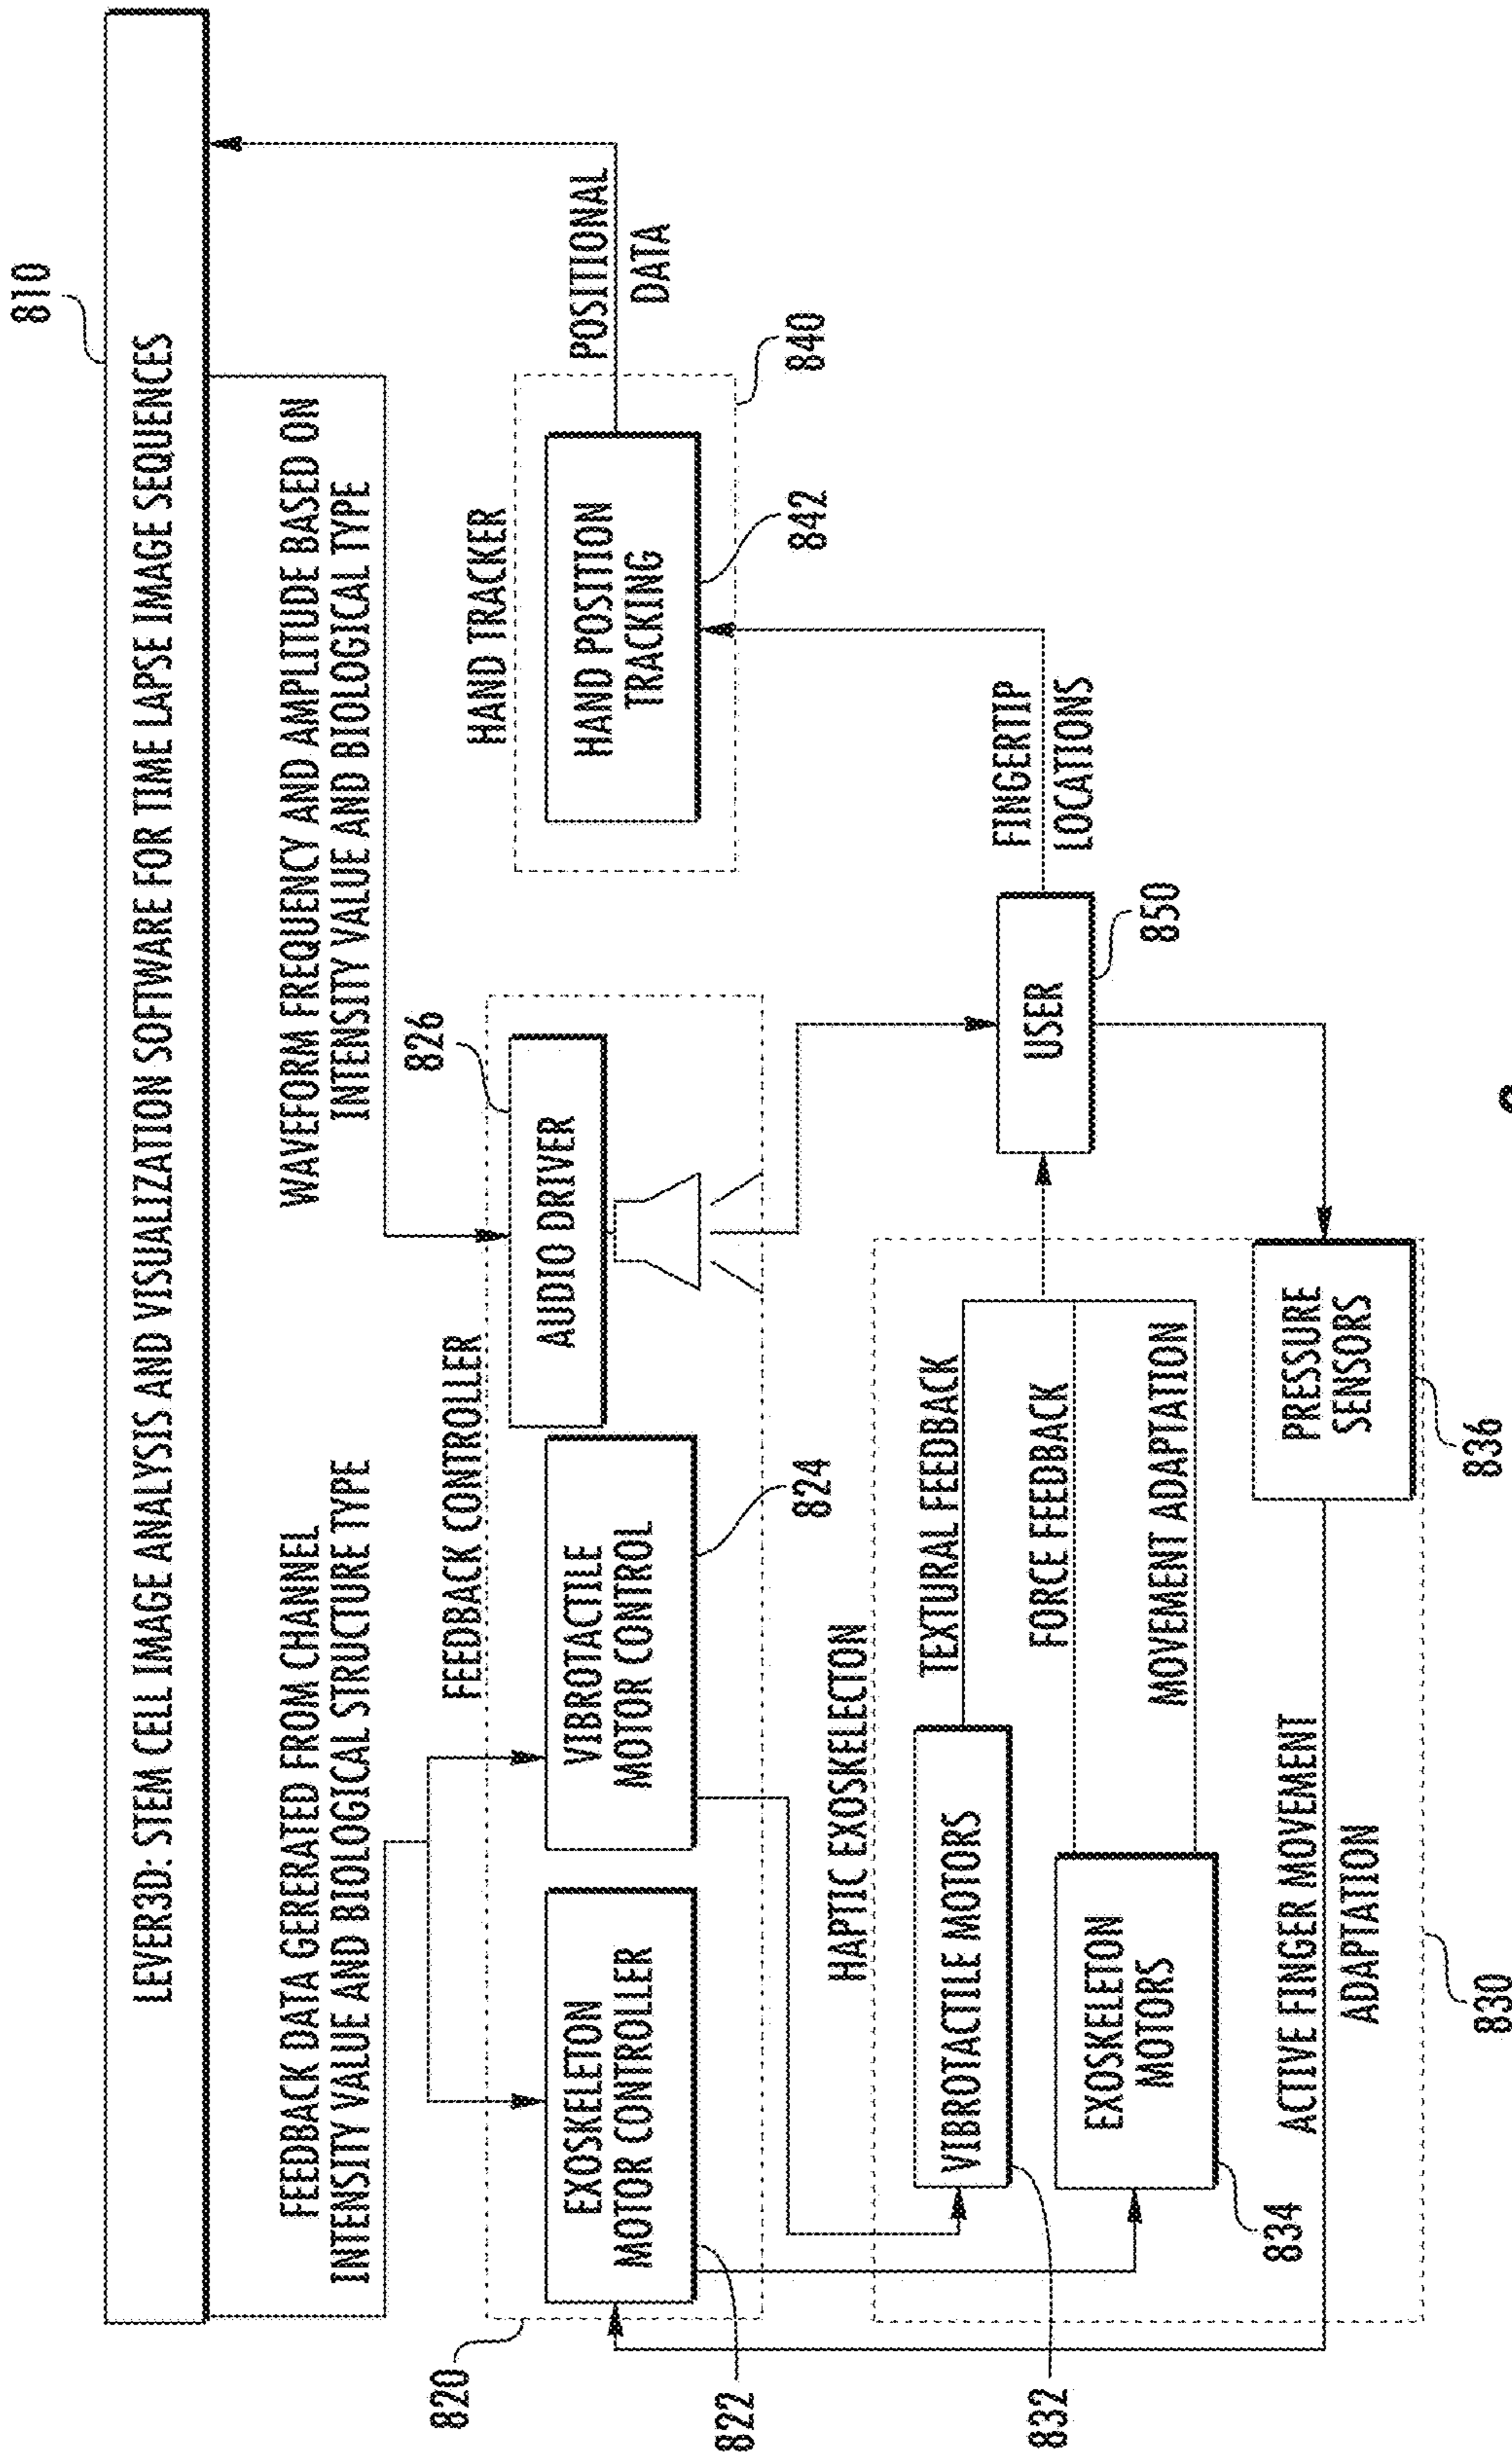 810
LEVER3D: STEM CELL IMAGE ANALYSIS AND VISUALIZATION SOFTWARE FOR TIME LAPSE IMAGE SEQUENCES
FEEDBACK DATA GERERATED FROM CHANNEL
INTENSITY VALUE AND BIOLOGICAL STRUCTURE TYPE
WAVEFORM FREQUENCY AND AMPLITUDE BASED ON
INTENSITY VALUE AND BIOLOGICAL TYPE
820
FEEDBACK CONTROLLER
826
HAND TRACKER
EXOSKELETON
MOTOR CONTROLLER
VIBROTACTILE
MOTOR CONTROL
AUDIO DRIVER
HAND POSITION
TRACKING
POSITIONAL
DATA
822
824
842
840
HAPTIC EXOSKELECTON
VIBROTACTILE MOTORS
TEXTURAL FEEDBACK
832
EXOSKELETON
MOTORS
FORCE FEEDBACK
MOVEMENT ADAPTATION
USER
FINGERTIP
LOCATIONS
850
834
ACTIVE FINGER MOVEMENT
ADAPTATION
PRESSURE
SENSORS
830
836